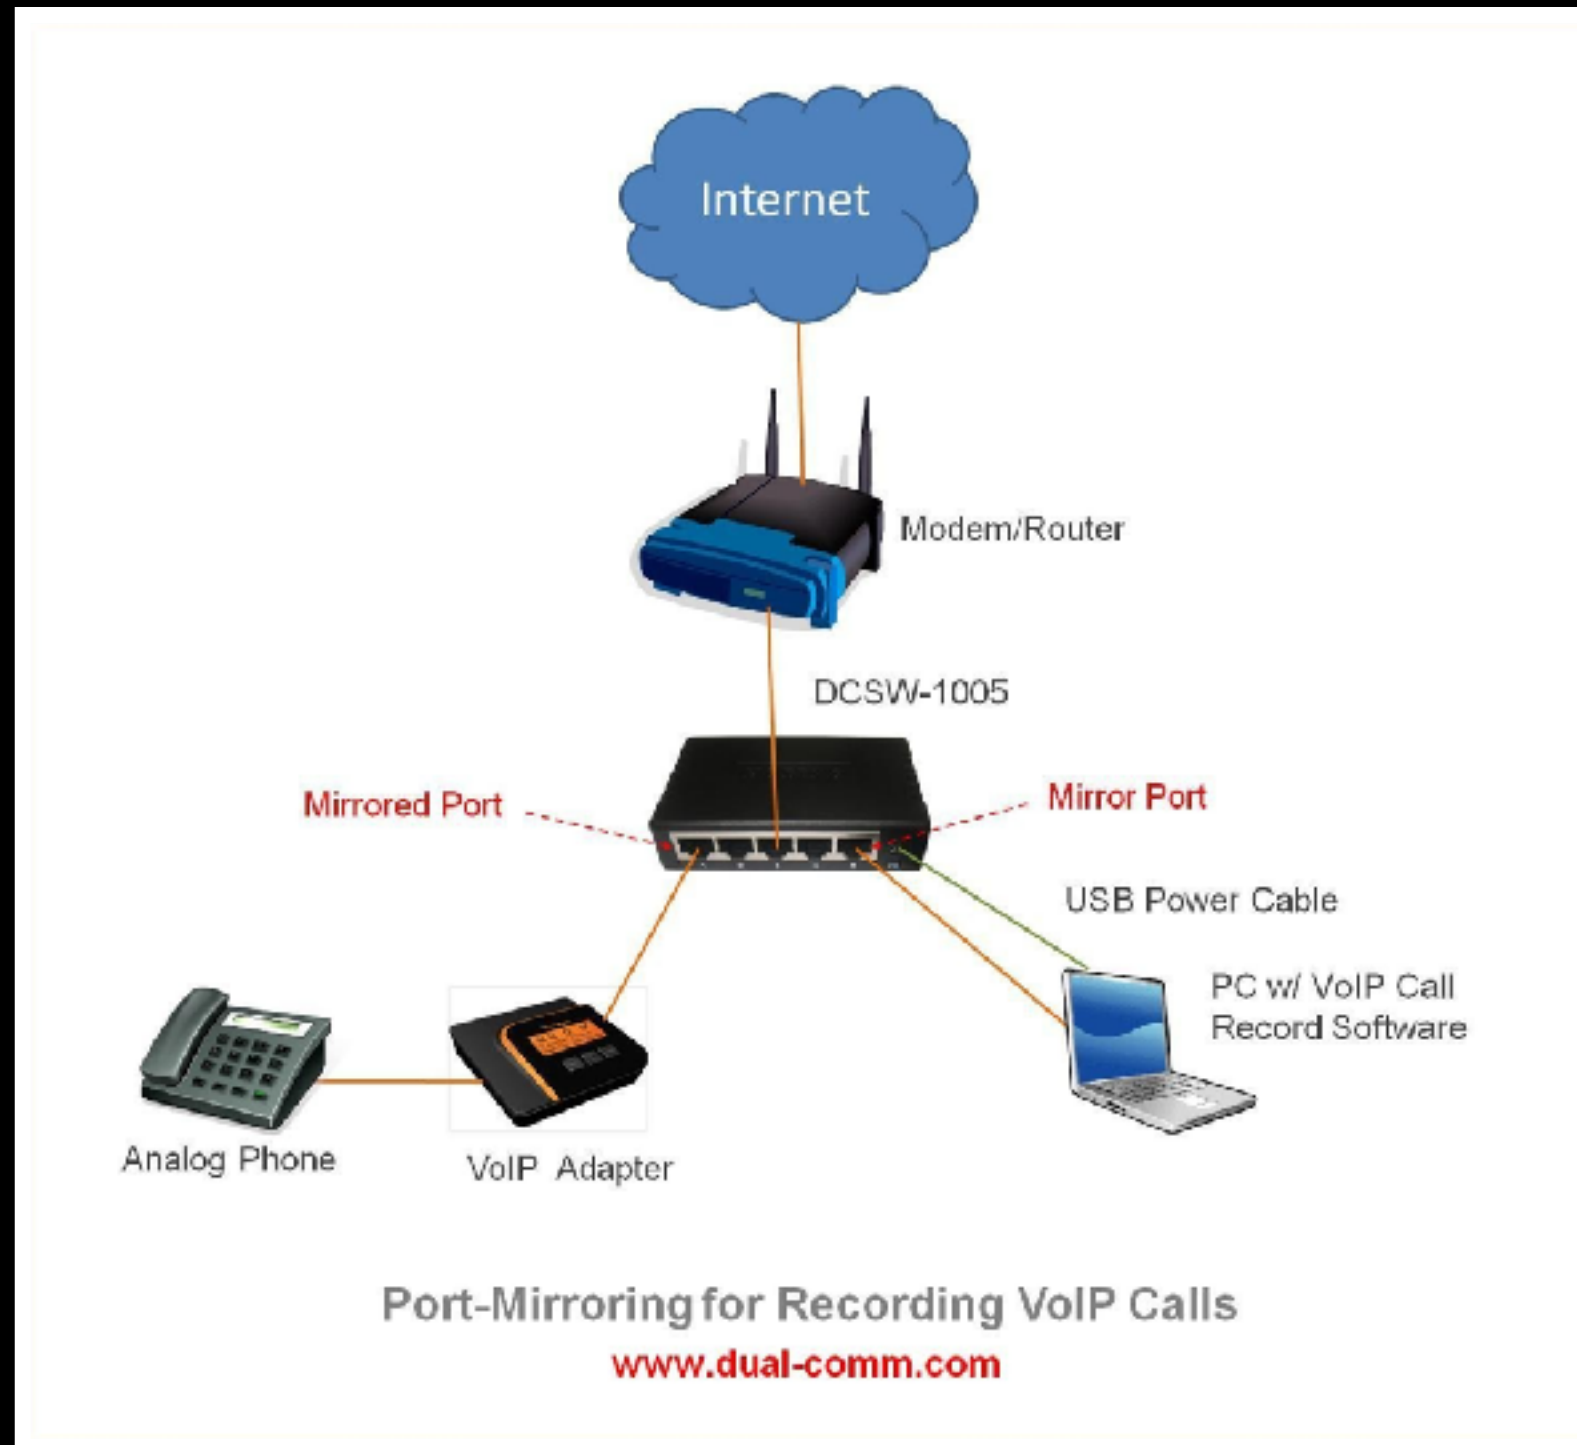 Internet
Modem/Router
DCSW-1005
Mirrored Port
Mirror Port
USB Power Cable
PC w/ VoIP Call
Record Software
Analog Phone
VoIP Adapter
Port-Mirroring for Recording VoIP Calls
www.dual-comm.com